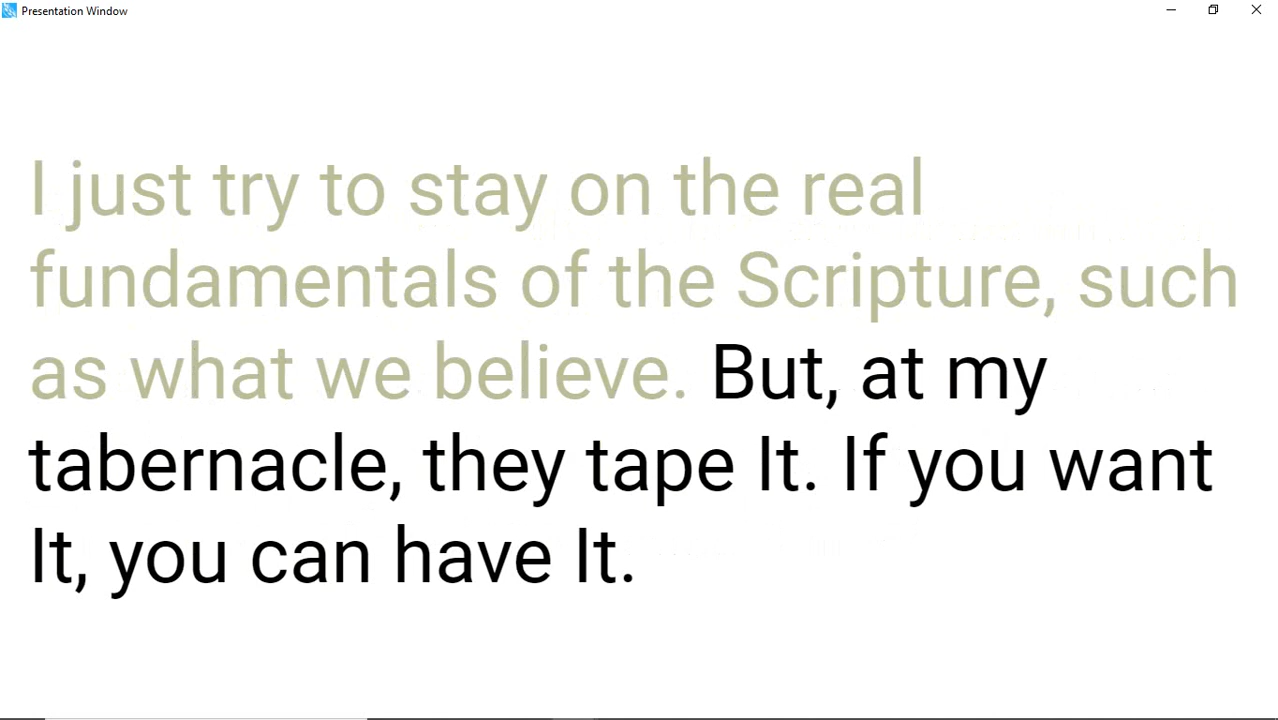 Presentation Window
I just try to stay on the real
fundamentals of the Scripture, such
as what we believe. But, at my
tabernacle, they tape It. If you want
It, you can have It.